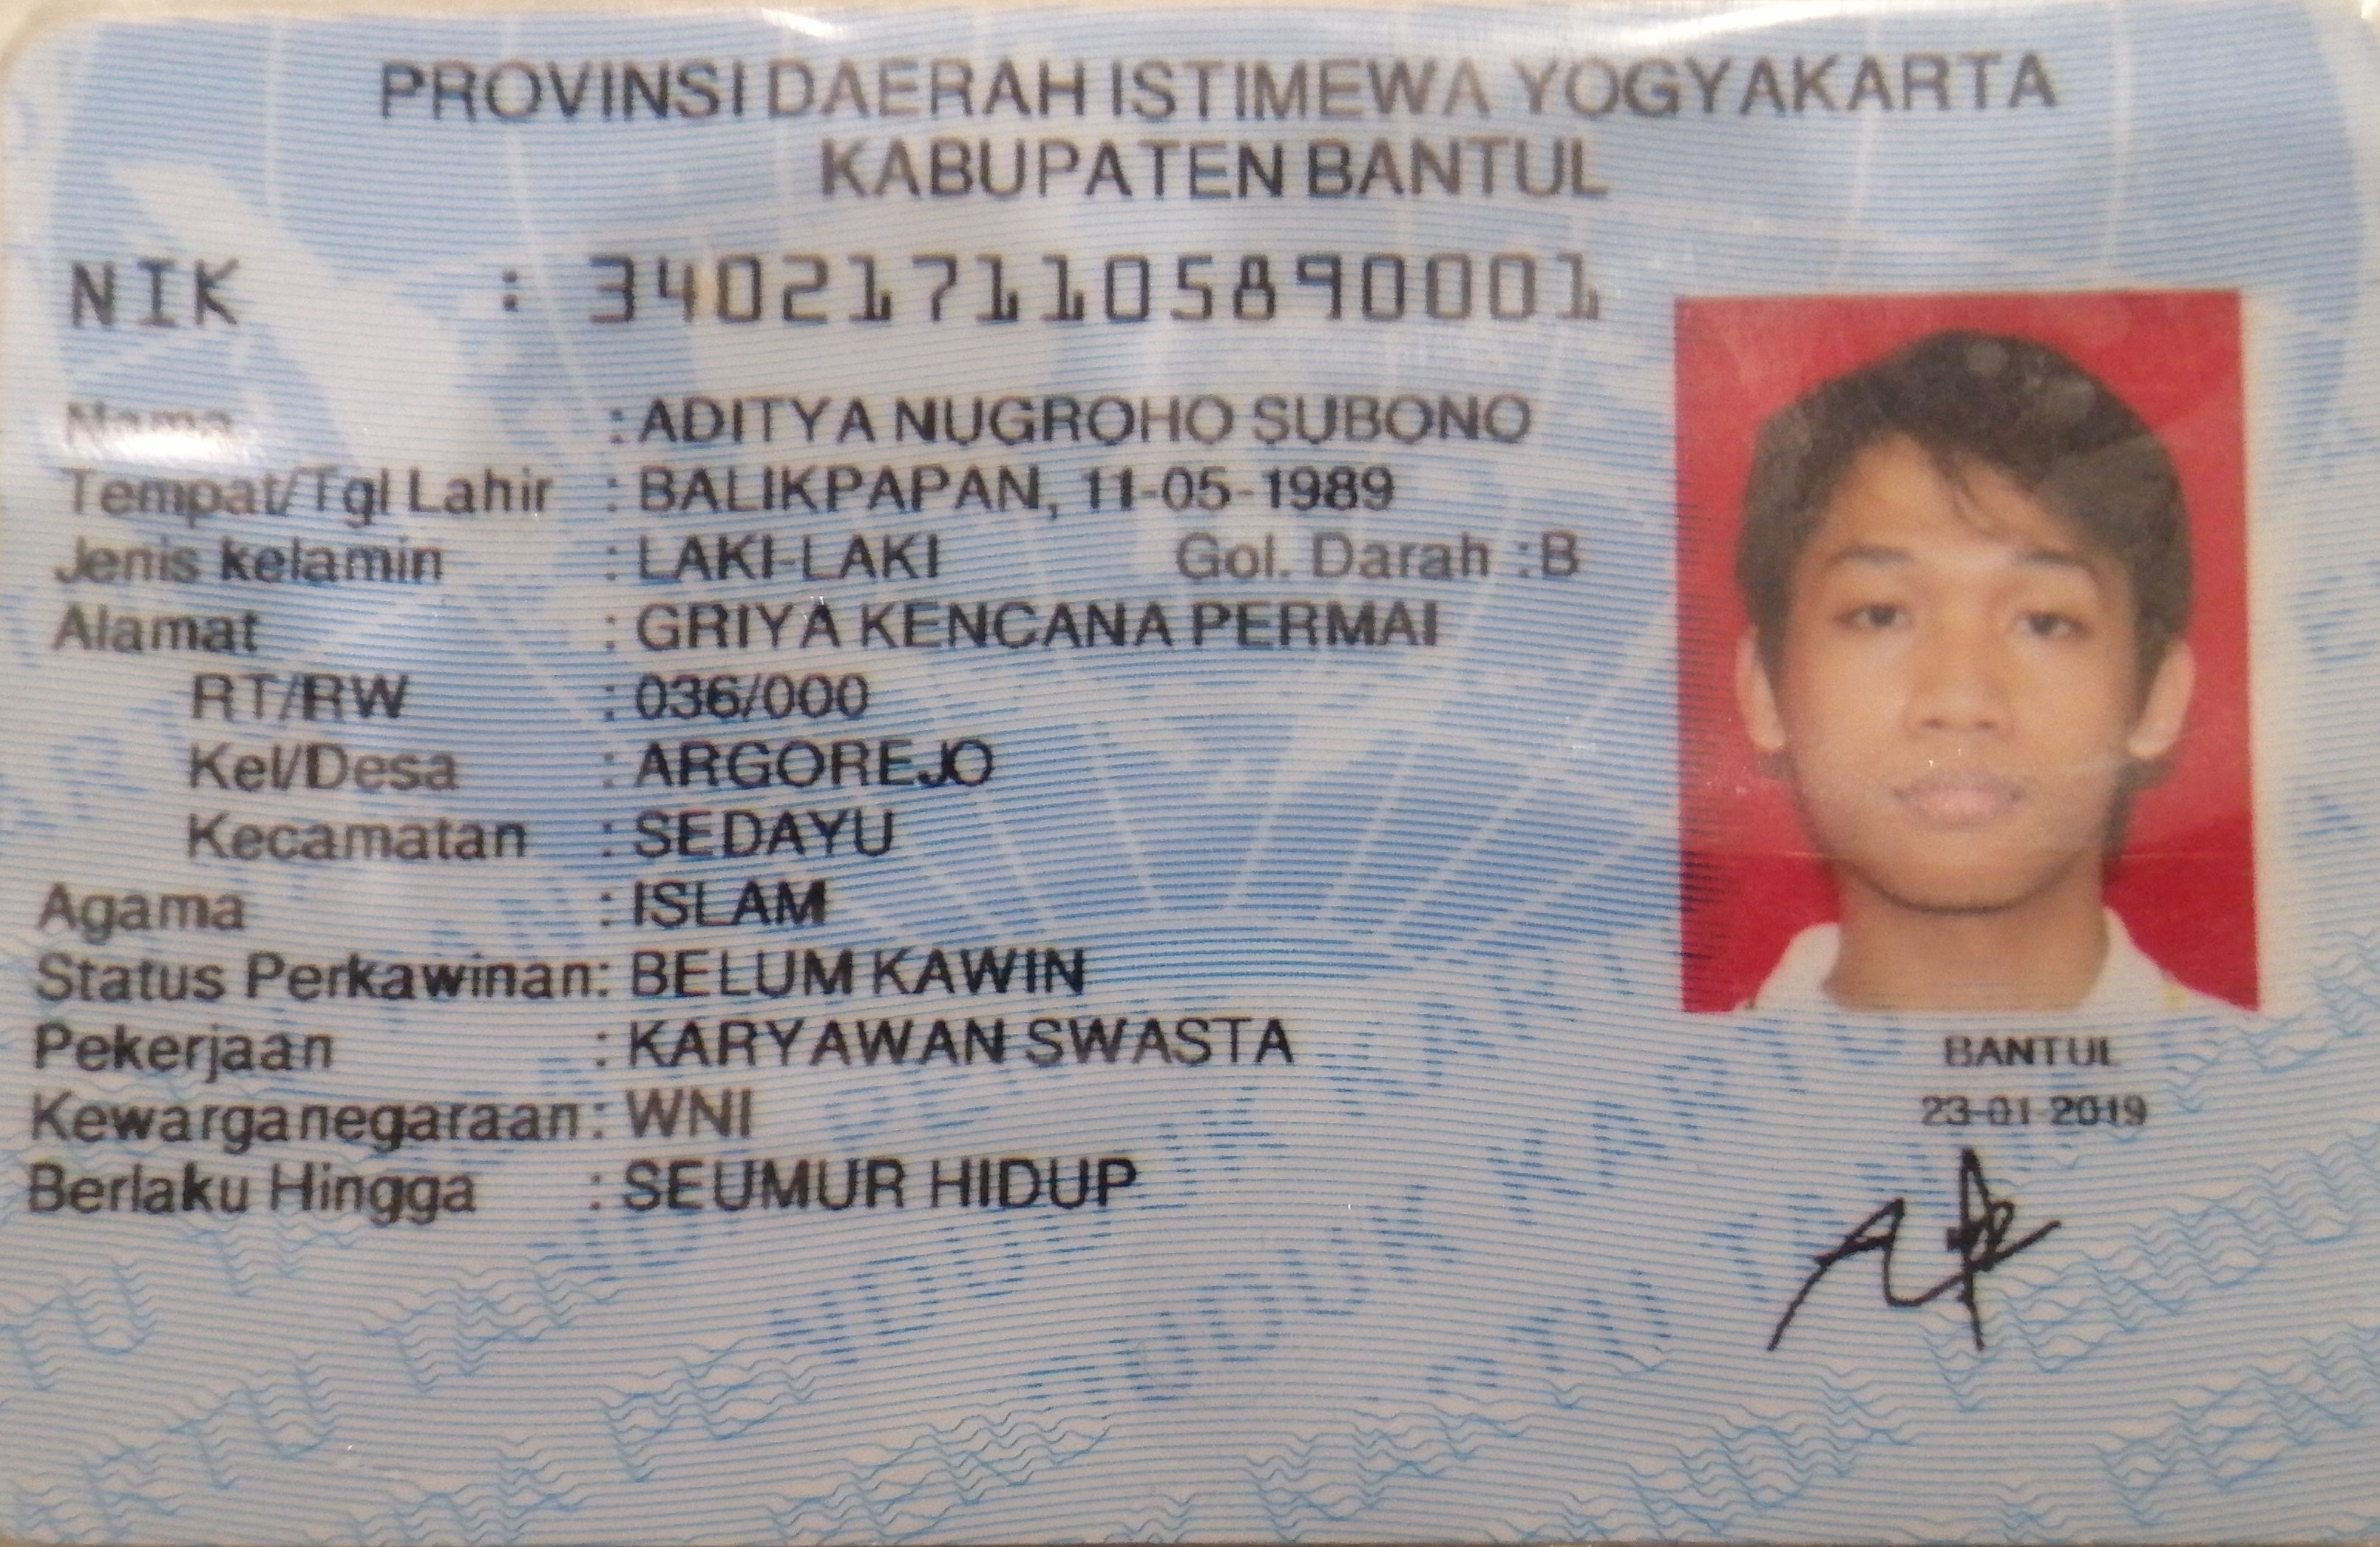 PROVINSI DAERAH ISTIMEWA YOGYAKARTA
KABUPATEN BANTUL
NIK : 3402171105890001
Nama : ADITYA NUGROHO SUBONO
Tempat/Tgl Lahir : BALIKPAPAN, 11-05-1989
Jenis kelamin : LAKI-LAKI Gol. Darah : B
Alamat : GRIYA KENCANA PERMAI
RT/RW : 036/000
Kel/Desa : ARGOREJO
Kecamatan : SEDAYU
Agama : ISLAM
Status Perkawinan: BELUM KAWIN
Pekerjaan : KARYAWAN SWASTA
Kewarganegaraan: WNI
Berlaku Hingga : SEUMUR HIDUP
BANTUL
23-01-2019